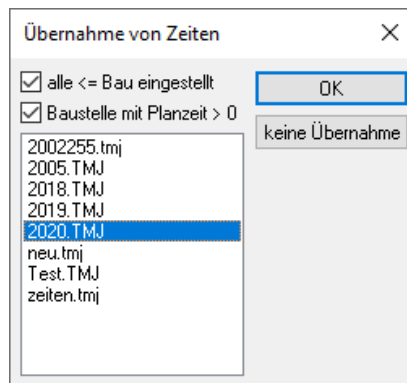 Übernahme von Zeiten
alle <= Bau eingestellt
OK
Baustelle mit Planzeit > 0
keine Übernahme
2002255.tmj
2005.TMJ
2018.TMJ
2019.TMJ
2020.TMJ
neu.tmj
Test.TMJ
zeiten.tmj